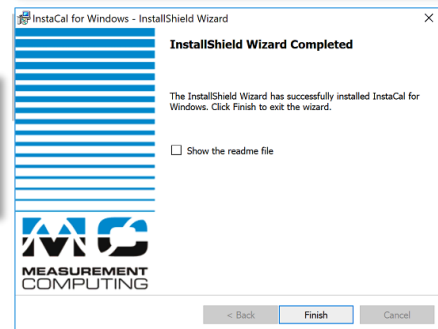 InstaCal for Windows - InstallShield Wizard
InstallShield Wizard Completed
The InstallShield Wizard has successfully installed InstaCal for
Windows. Click Finish to exit the wizard.
Show the readme file
MC
MEASUREMENT
COMPUTING
< Back
Finish
Cancel